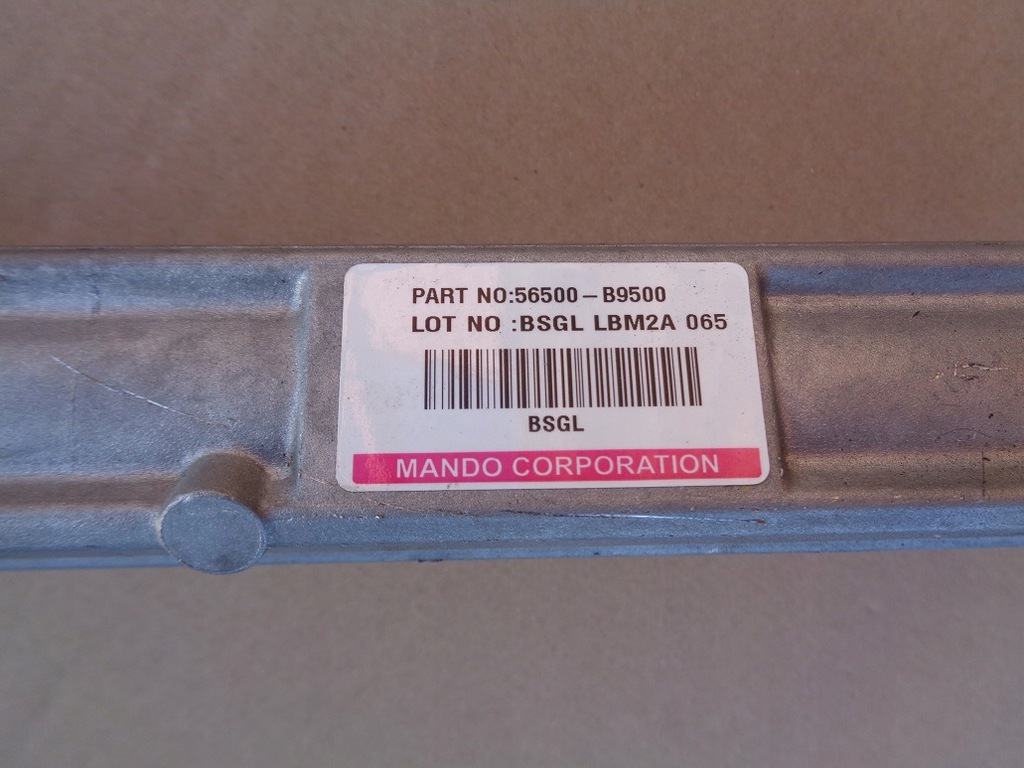 PART NO:56500-B9500
LOT NO :BSGL LBM2A 065
BSGL
MANDO CORPORATION